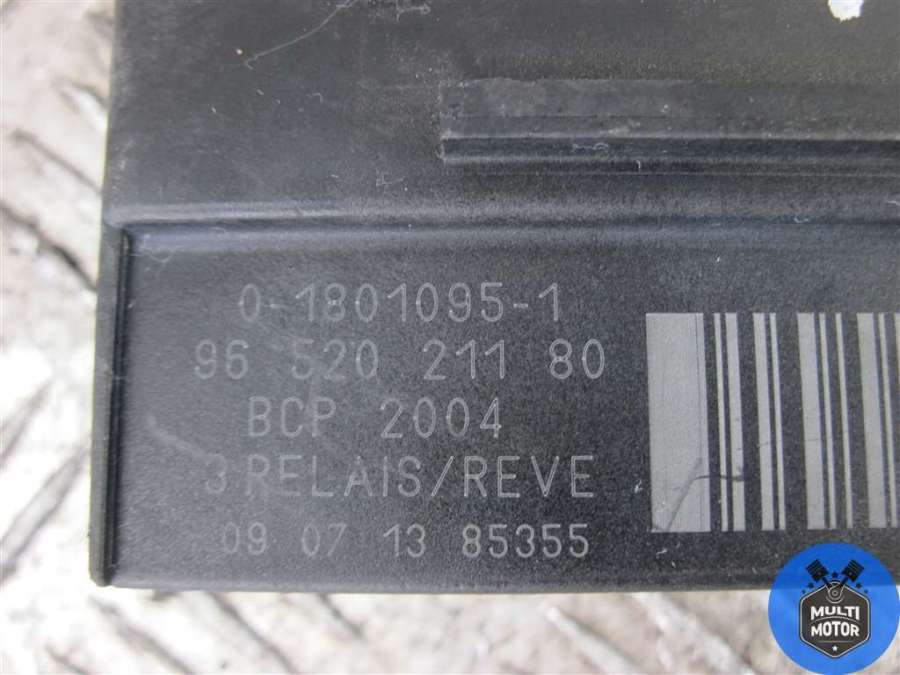 0-1801095-1
96 520 211 80
BCP 2004
3 RELAIS/REVE
09 07 13 85355
MULTI
MOTOR